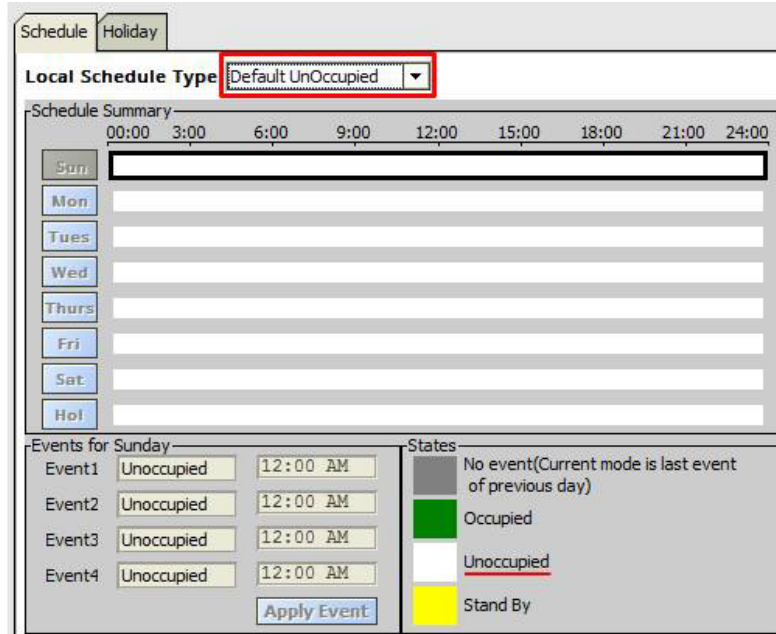 Schedule Holiday
Local Schedule Type Default UnOccupied
Schedule Summary
00:00 3:00 6:00 9:00 12:00 15:00 18:00 21:00 24:00
Sun
Mon
Tues
Wed
Thurs
Fri
Sat
Hol
Events for Sunday
Event1 Unoccupied 12:00 AM
Event2 Unoccupied 12:00 AM
Event3 Unoccupied 12:00 AM
Event4 Unoccupied 12:00 AM
Apply Event
States
No event(Current mode is last event
of previous day)
Occupied
Unoccupied
Stand By